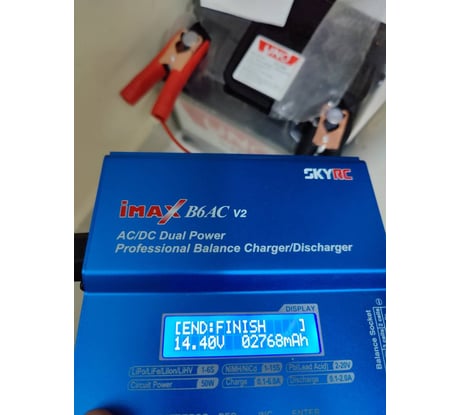 SKYRC
iMAX B6AC V2
AC/DC Dual Power
Professional Balance Charger/Discharger
DISPLAY
[END:FINISH ]
14.40V 02768mAh
LiPo/LiFe/LiIon/LiHV 1-6S NiMH/NiCd 1-15S Pb(Lead Acid) 2-20V
Circuit Power 50W Charge 0.1-6.0A Discharge 0.1-2.0A
Balance Socket